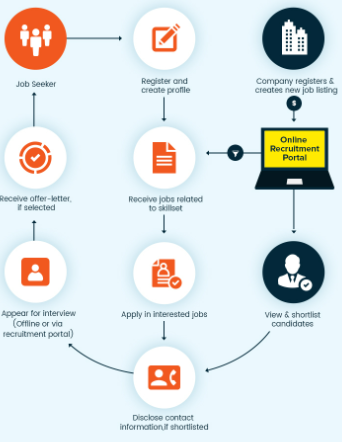 Job Seeker
Register and
create profile
Company registers &
creates new job listing
$
Online
Recruitment
Portal
Receive offer-letter,
if selected
Receive jobs related
to skillset
Appear for interview
(Offline or via
recruitment portal)
Apply in interested jobs
View & shortlist
candidates
Disclose contact
information,if shortlisted